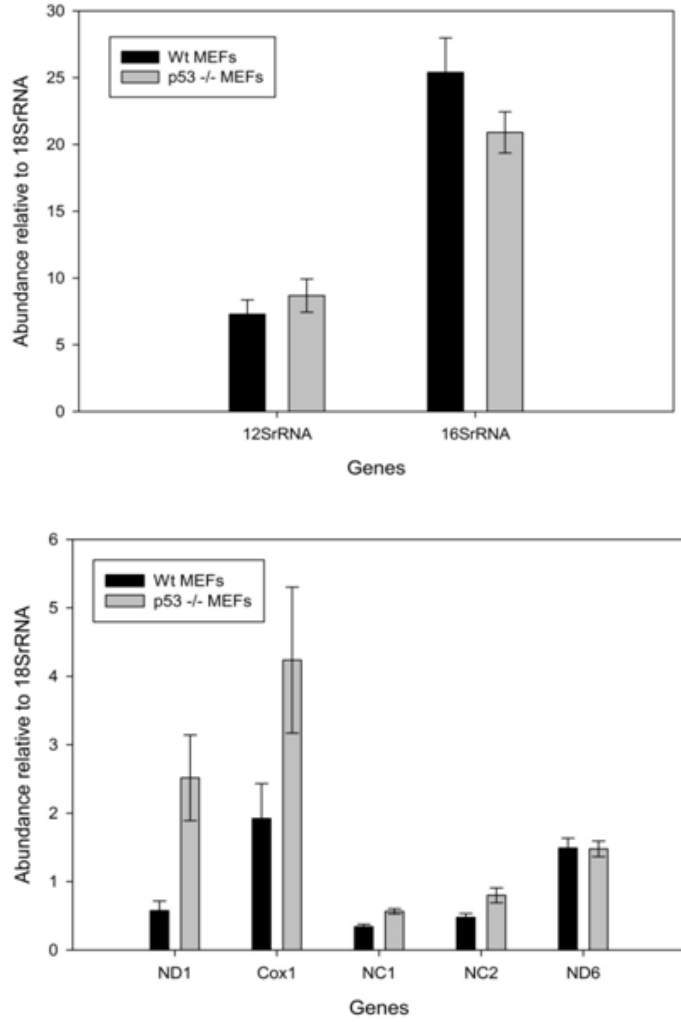 30
25
20
15
10
5
0
Abundance relative to 18SrRNA
Wt MEFs
p53 -/- MEFs
12SrRNA 16SrRNA
Genes
6
5
4
3
2
1
0
Abundance relative to 18SrRNA
Wt MEFs
p53 -/- MEFs
ND1 Cox1 NC1 NC2 ND6
Genes